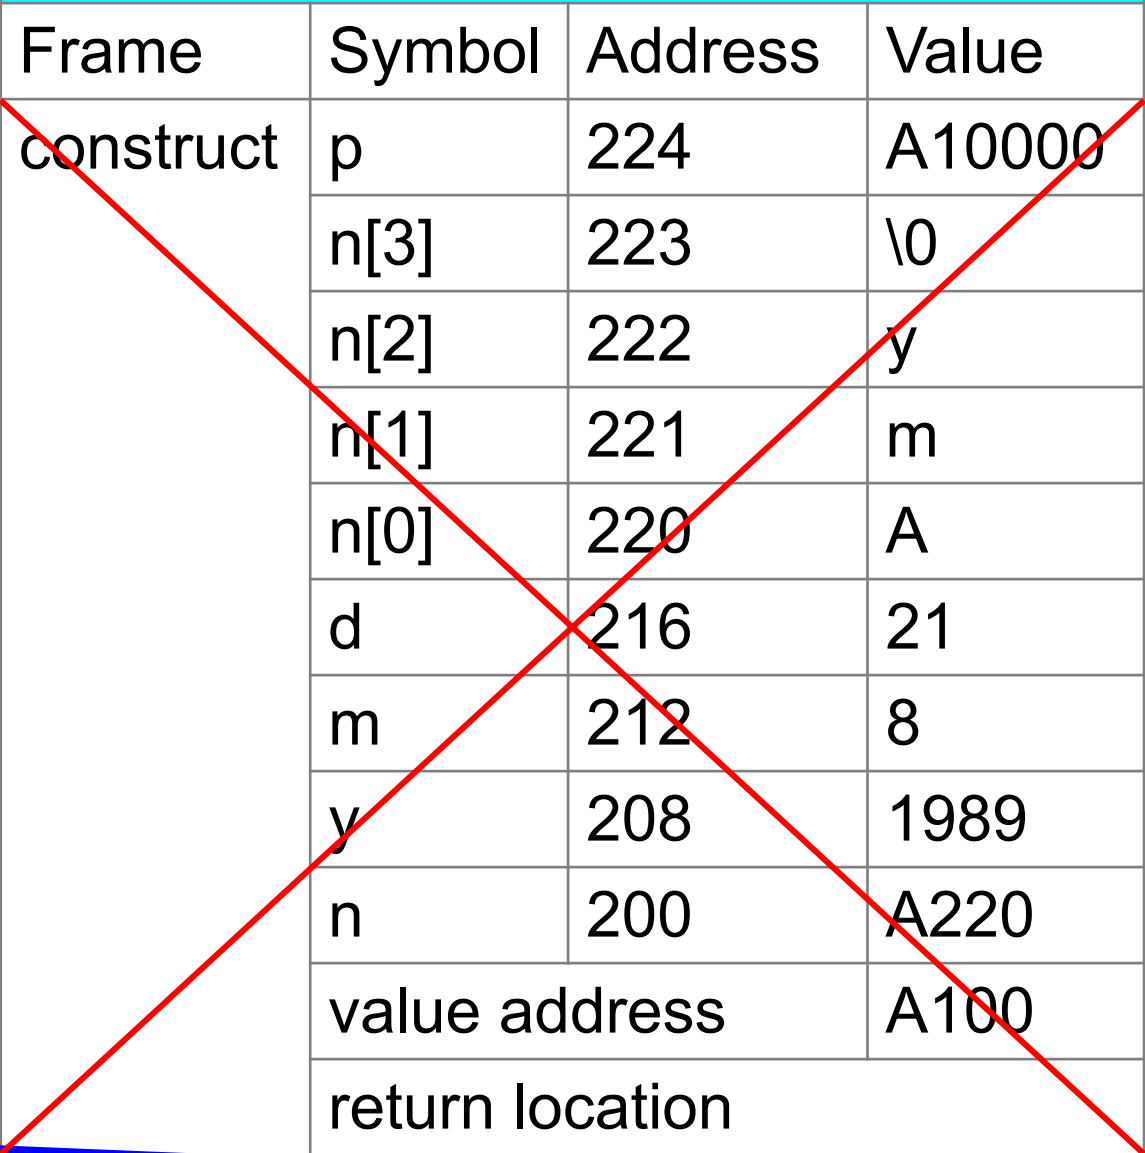 Frame Symbol Address Value
construct p 224 A10000
n[3] 223 \0
n[2] 222 y
n[1] 221 m
n[0] 220 A
d 216 21
m 212 8
y 208 1989
n 200 A220
value address A100
return location